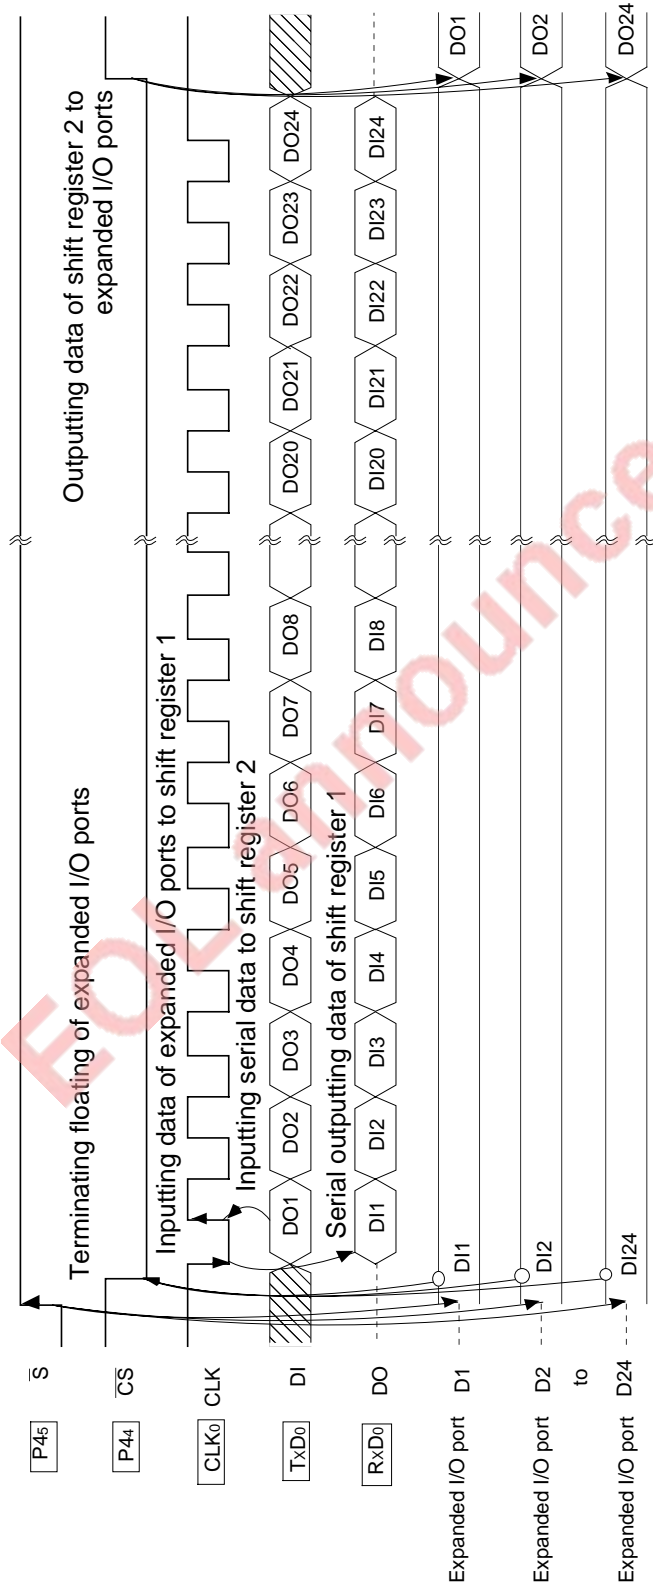 P45 S
P44 CS
CLK0 CLK
TxD0 DI
RxD0 DO
Expanded I/O port D1
Expanded I/O port D2
to
Expanded I/O port D24
Terminating floating of expanded I/O ports
Inputting data of expanded I/O ports to shift register 1
Inputting serial data to shift register 2
Serial outputting data of shift register 1
Outputting data of shift register 2 to
expanded I/O ports
DO1 DO2 DO3 DO4 DO5 DO6 DO7 DO8 DO20 DO21 DO22 DO23 DO24
DI1 DI2 DI3 DI4 DI5 DI6 DI7 DI8 DI20 DI21 DI22 DI23 DI24
DI1 DO1
DI2 DO2
DI24 DO24
EOL announce